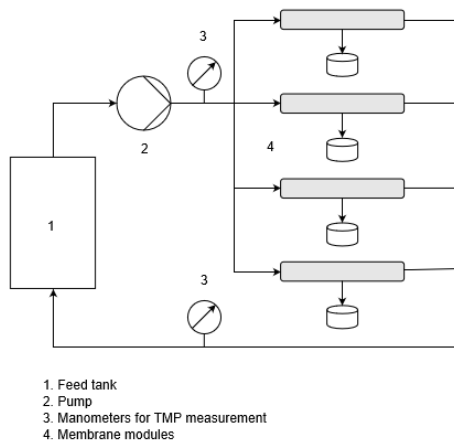 3
2
4
1
3
1. Feed tank
2. Pump
3. Manometers for TMP measurement
4. Membrane modules